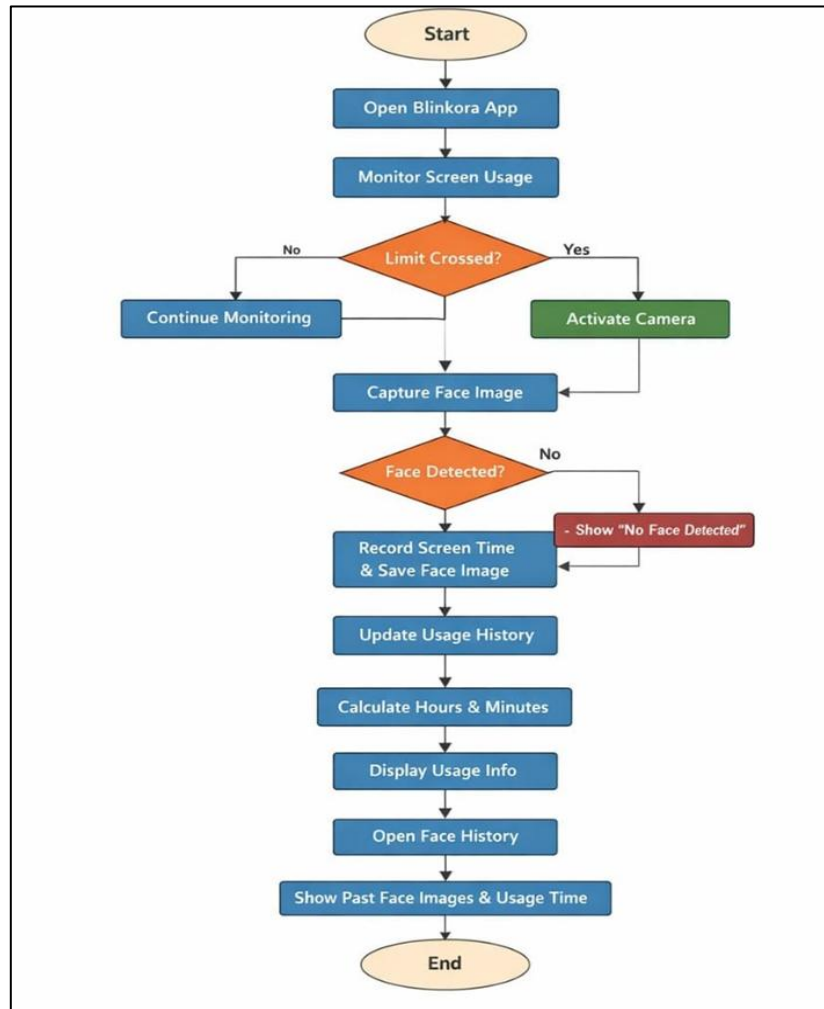 Start
Open Blinkora App
Monitor Screen Usage
Limit Crossed?
No
Yes
Continue Monitoring
Activate Camera
Capture Face Image
Face Detected?
No
- Show "No Face Detected"
Record Screen Time
& Save Face Image
Update Usage History
Calculate Hours & Minutes
Display Usage Info
Open Face History
Show Past Face Images & Usage Time
End